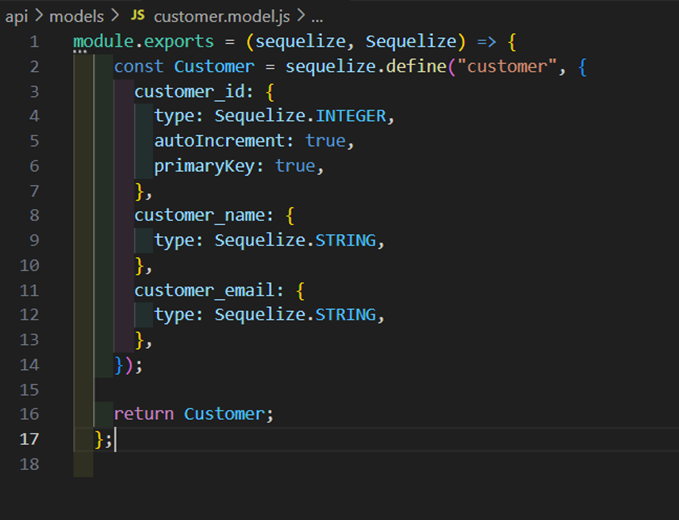 api > models > JS customer.model.js > ...
1 module.exports = (sequelize, Sequelize) => {
2 const Customer = sequelize.define("customer", {
3 customer_id: {
4 type: Sequelize.INTEGER,
5 autoIncrement: true,
6 primaryKey: true,
7 },
8 customer_name: {
9 type: Sequelize.STRING,
10 },
11 customer_email: {
12 type: Sequelize.STRING,
13 },
14 });
15
16 return Customer;
17 };
18